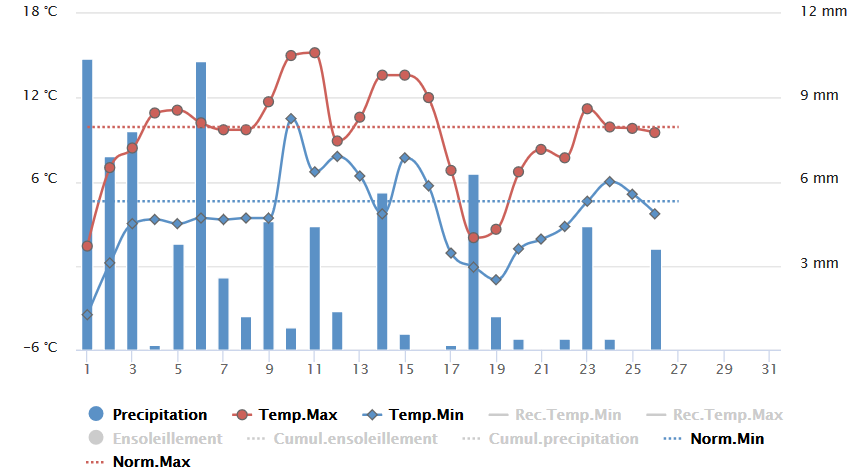 18 °C 12 mm
12 °C 9 mm
6 °C 6 mm
3 mm
-6 °C
1 3 5 7 9 11 13 15 17 19 21 23 25 27 29 31
Precipitation Temp.Max Temp.Min Rec.Temp.Min Rec.Temp.Max
Ensoleillement Cumul.ensoleillement Cumul.precipitation Norm.Min
Norm.Max